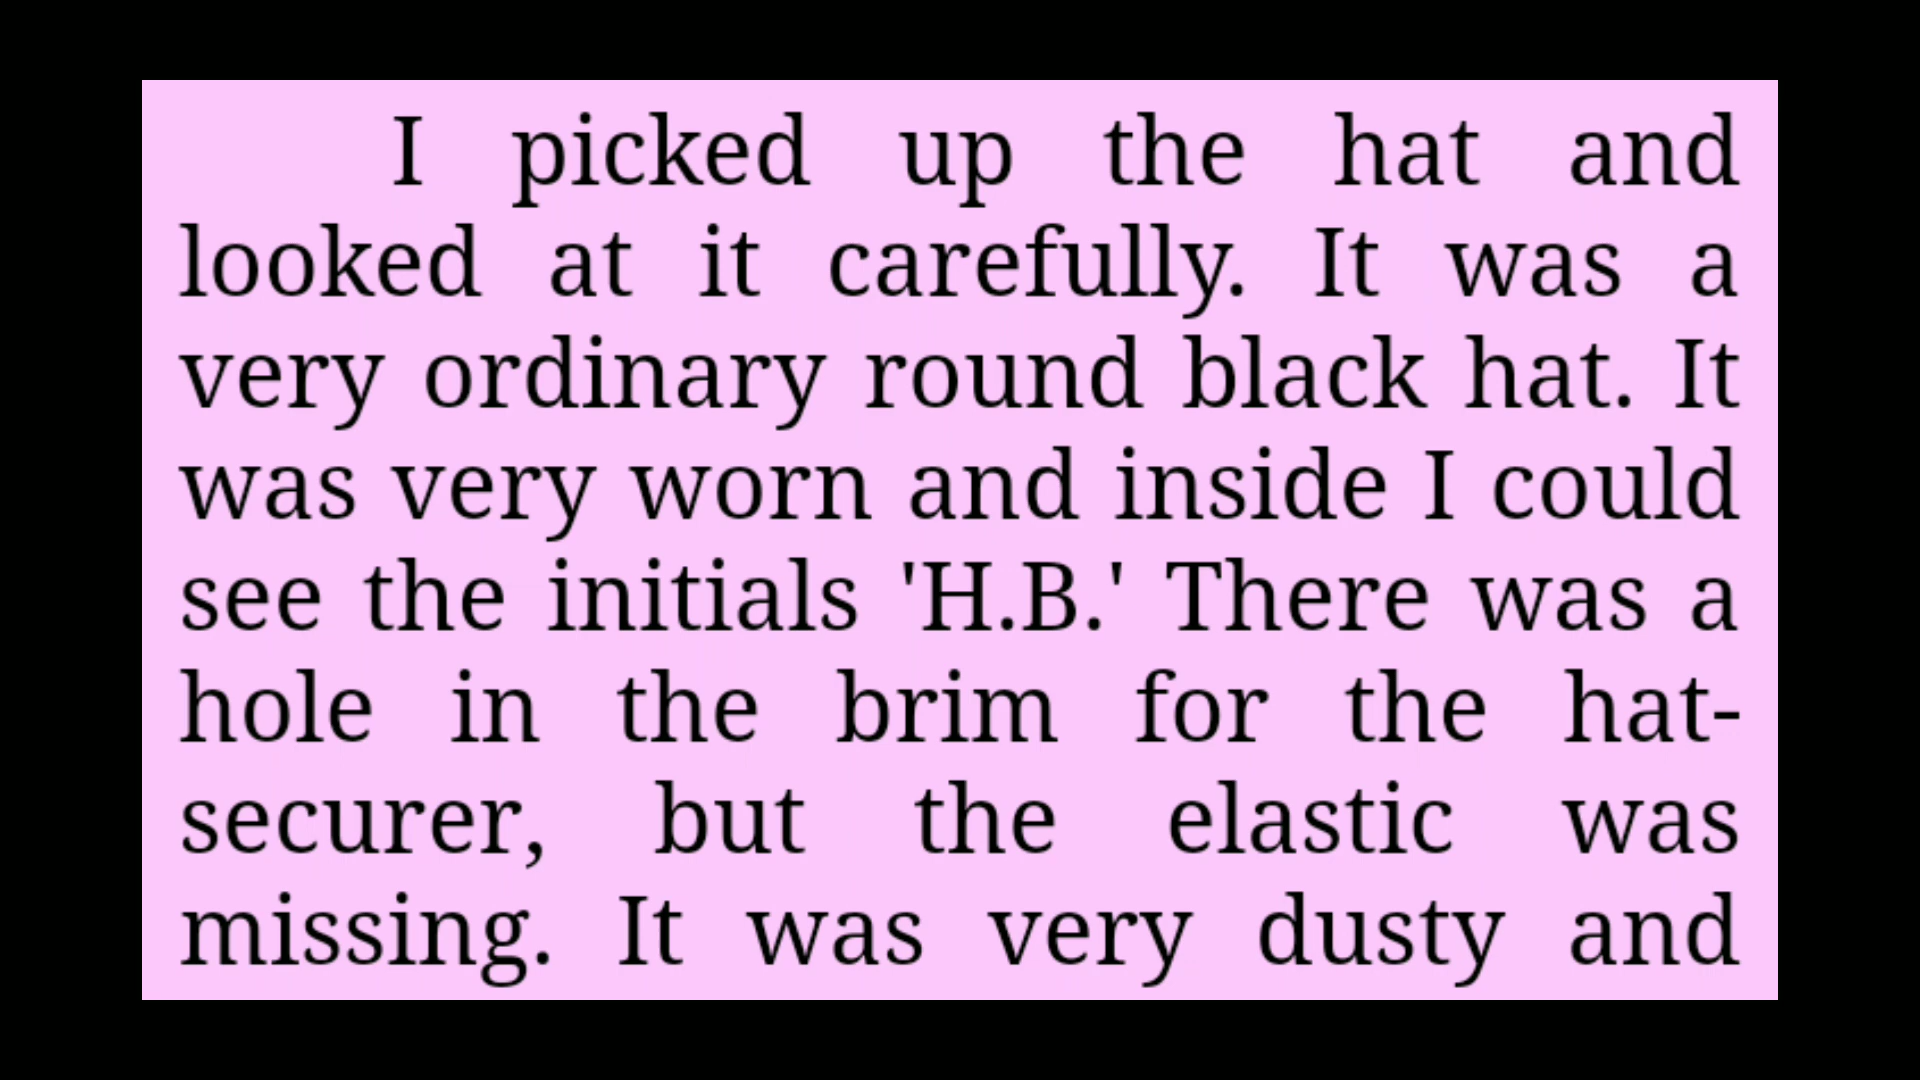 I picked up the hat and
looked at it carefully. It was a
very ordinary round black hat. It
was very worn and inside I could
see the initials 'H.B.' There was a
hole in the brim for the hat-
securer, but the elastic was
missing. It was very dusty and